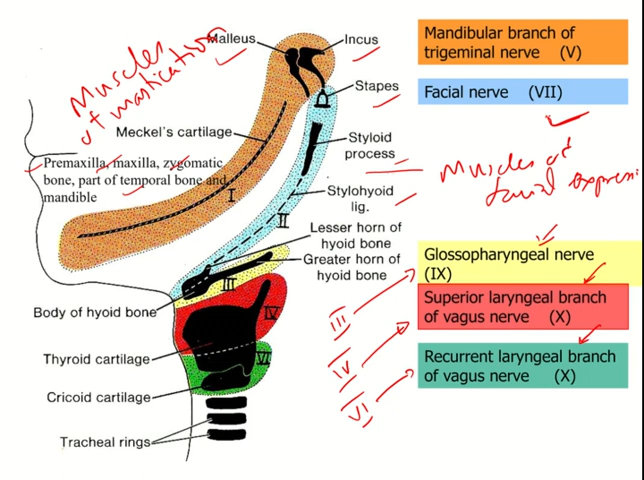 Malleus
Incus
Stapes
Muscles
of mastication
Meckel's cartilage
Premaxilla, maxilla, zygomatic
bone, part of temporal bone and
mandible
Styloid
process
Stylohyoid
lig.
Lesser horn of
hyoid bone
Greater horn of
hyoid bone
Body of hyoid bone
Thyroid cartilage
Cricoid cartilage
Tracheal rings
I
II
III
IV
VI
Mandibular branch of
trigeminal nerve (V)
Facial nerve (VII)
Muscles of
facial expressi
Glossopharyngeal nerve
(IX)
Superior laryngeal branch
of vagus nerve (X)
Recurrent laryngeal branch
of vagus nerve (X)
III
IV
VI